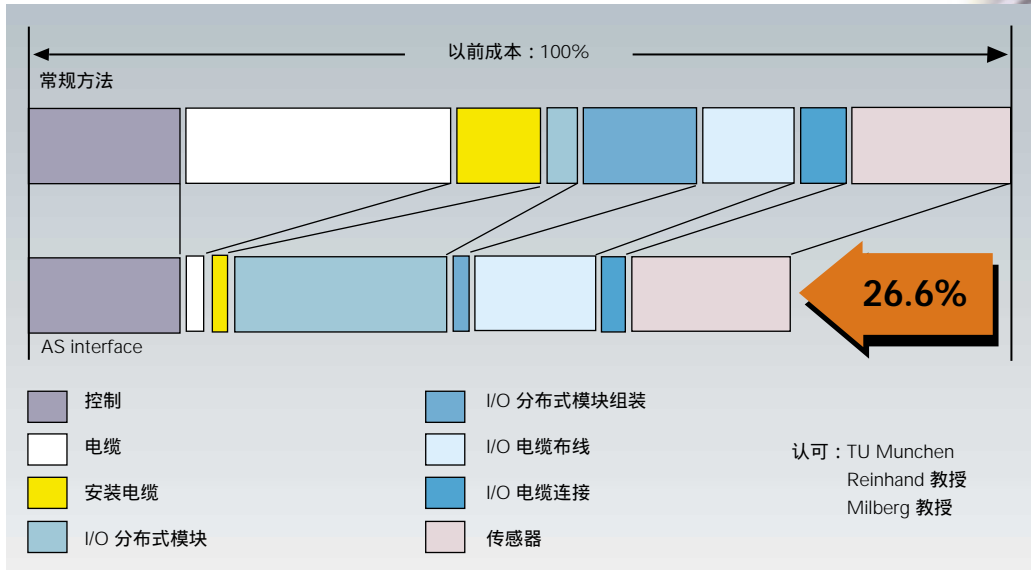 以前成本：100%
常规方法
26.6%
AS interface
控制
电缆
安装电缆
I/O 分布式模块
I/O 分布式模块组装
I/O 电缆布线
I/O 电缆连接
传感器
认可：TU Munchen
Reinhand 教授
Milberg 教授